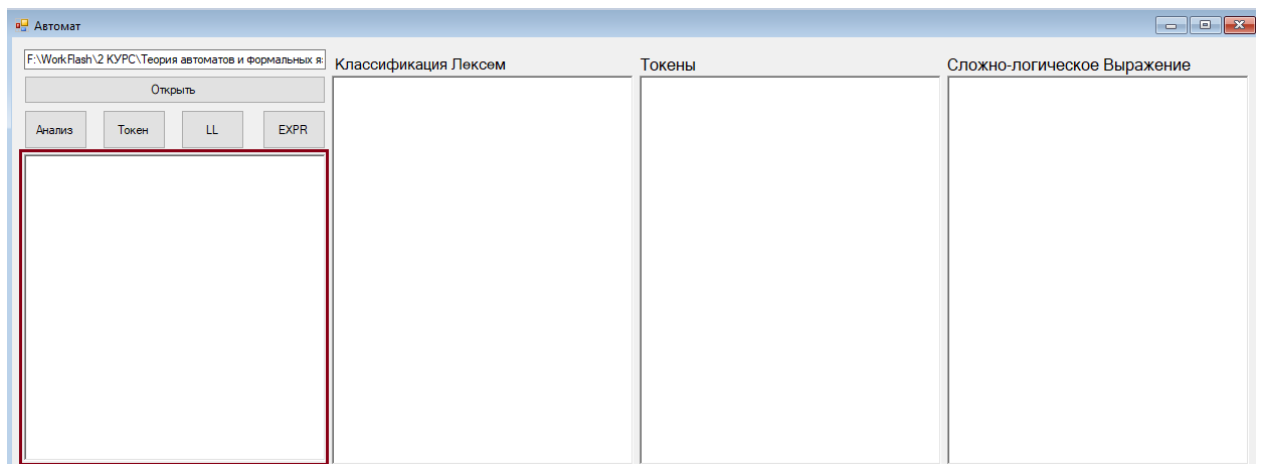 Автомат
F:\WorkFlash\2 КУРС\Теория автоматов и формальных я
Открыть
Анализ Токен LL EXPR
Классификация Лексем
Токены
Сложно-логическое Выражение